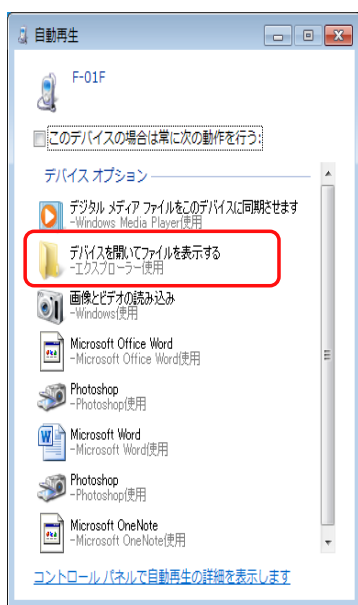 自動再生
F-01F
このデバイスの場合は常に次の動作を行う:
デバイス オプション
デジタル メディア ファイルをこのデバイスに同期させます
-Windows Media Player使用
デバイスを開いてファイルを表示する
-エクスプローラー使用
画像とビデオの読み込み
-Windows使用
Microsoft Office Word
-Microsoft Office Word使用
Photoshop
-Photoshop使用
Microsoft Word
-Microsoft Word使用
Photoshop
-Photoshop使用
Microsoft OneNote
-Microsoft OneNote使用
コントロール パネルで自動再生の詳細を表示します